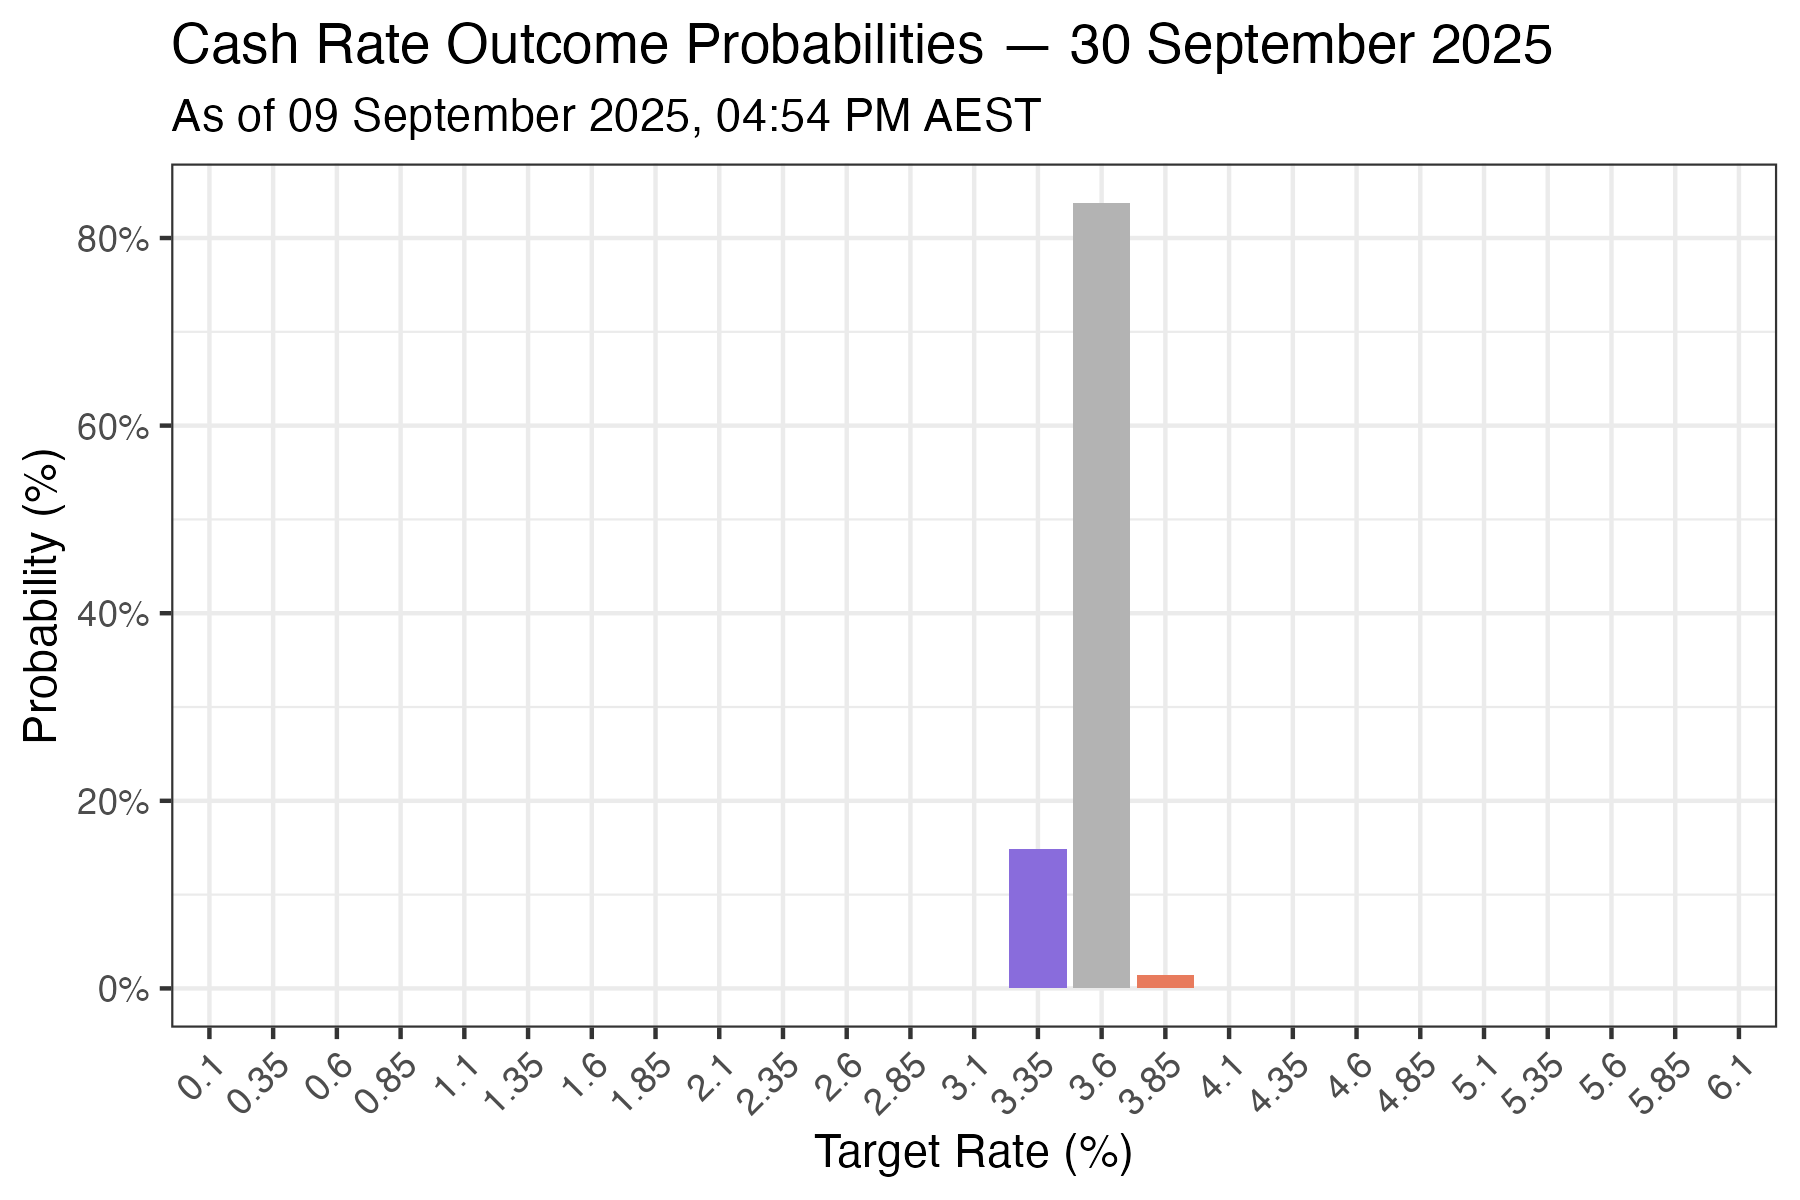 Cash Rate Outcome Probabilities — 30 September 2025
As of 09 September 2025, 04:54 PM AEST
Probability (%)
80%
60%
40%
20%
0%
0.1 0.35 0.6 0.85 1.1 1.35 1.6 1.85 2.1 2.35 2.6 2.85 3.1 3.35 3.6 3.85 4.1 4.35 4.6 4.85 5.1 5.35 5.6 5.85 6.1
Target Rate (%)